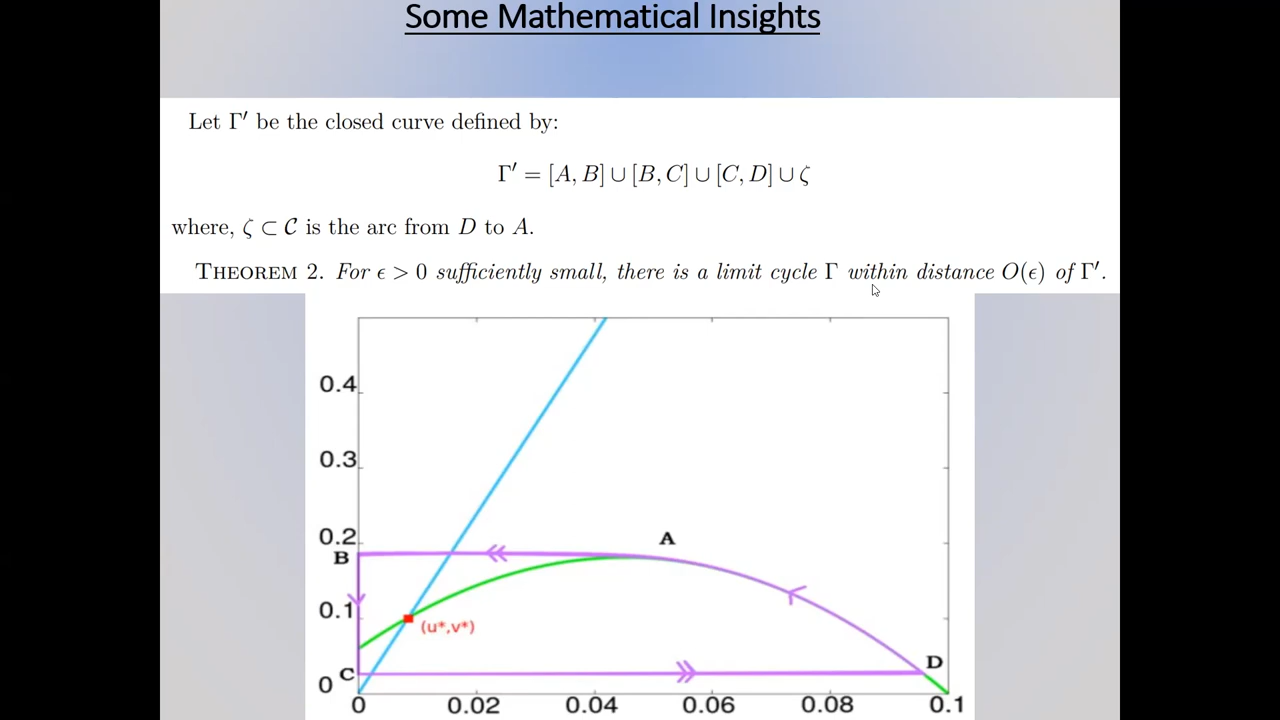 Some Mathematical Insights
Let Γ′ be the closed curve defined by:
Γ′ = [A, B] ∪ [B, C] ∪ [C, D] ∪ ζ
where, ζ ⊂ 𝒞 is the arc from D to A.
THEOREM 2. For ϵ > 0 sufficiently small, there is a limit cycle Γ within distance O(ϵ) of Γ′.
0.4
0.3
0.2
A
B
0.1
(u*,v*)
D
C
0
0 0.02 0.04 0.06 0.08 0.1